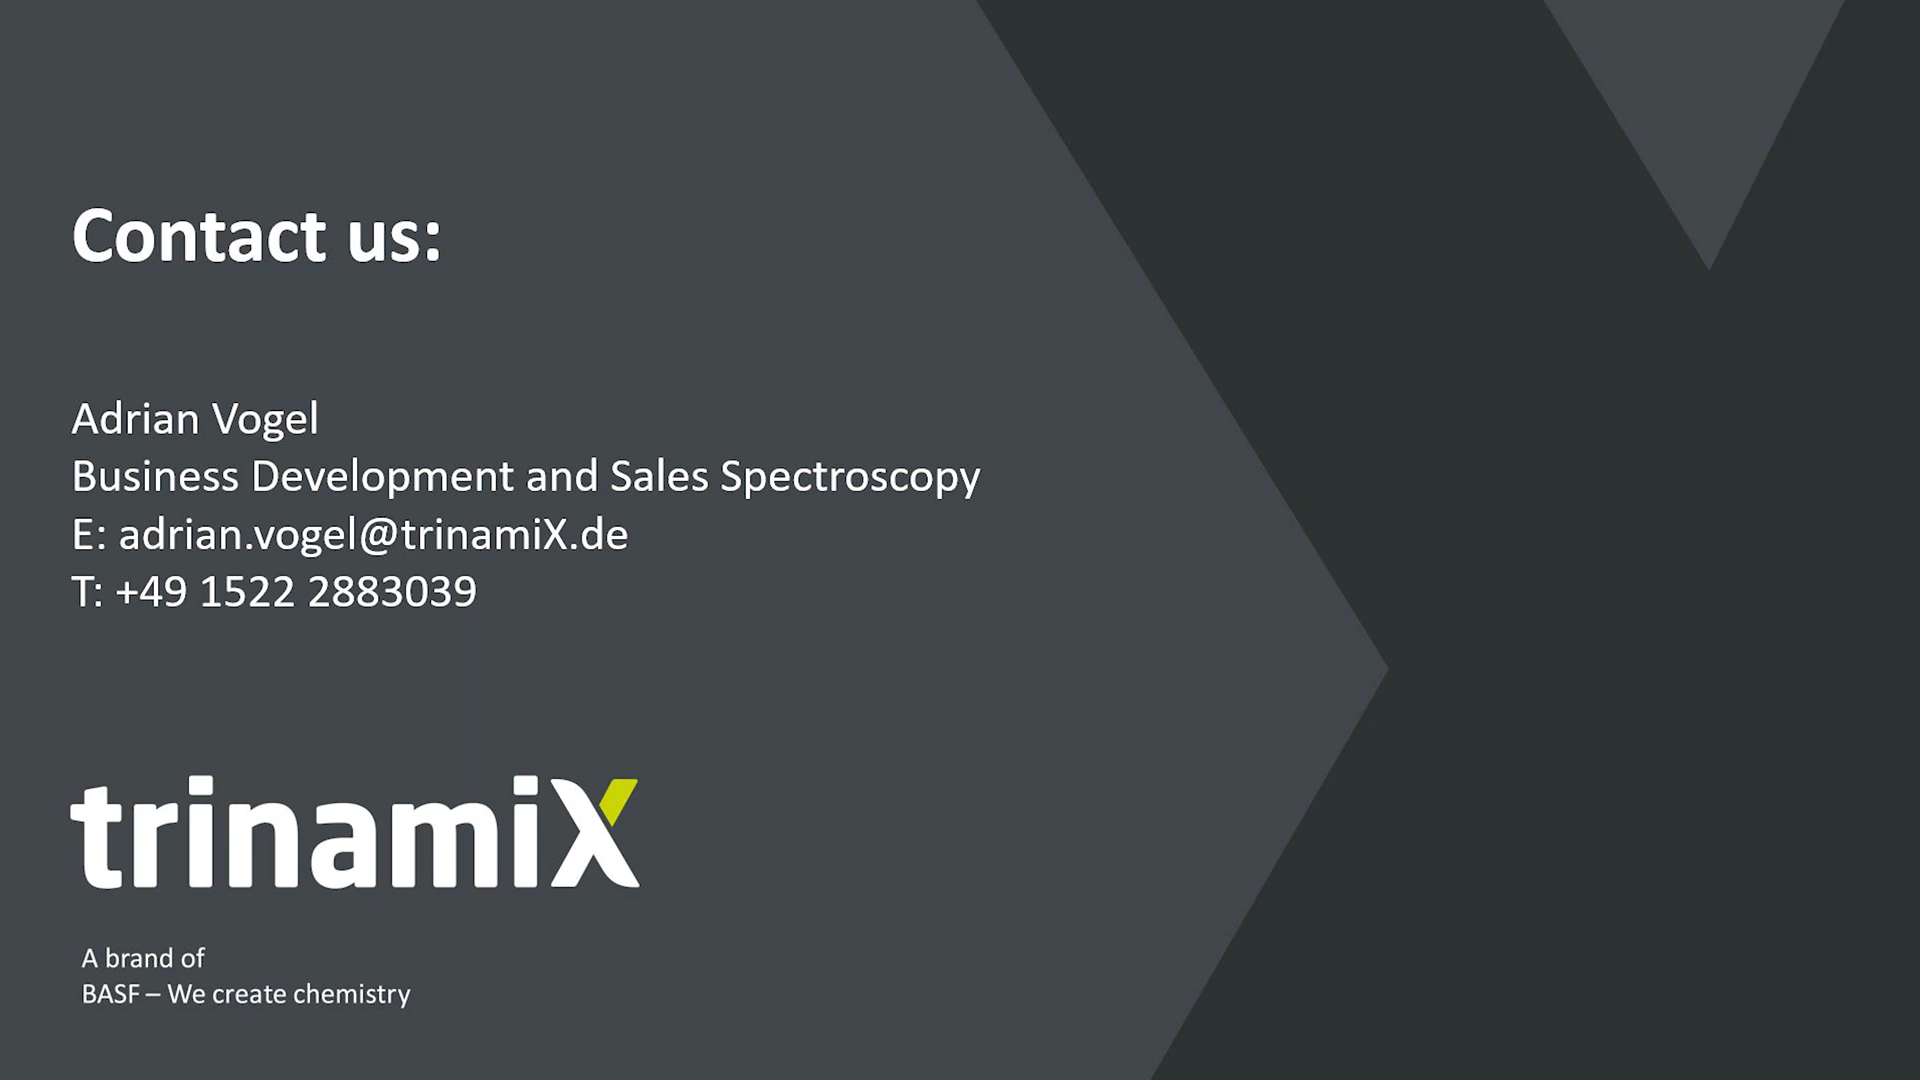 Contact us:
Adrian Vogel
Business Development and Sales Spectroscopy
E: adrian.vogel@trinamiX.de
T: +49 1522 2883039
trinamiX
A brand of
BASF – We create chemistry